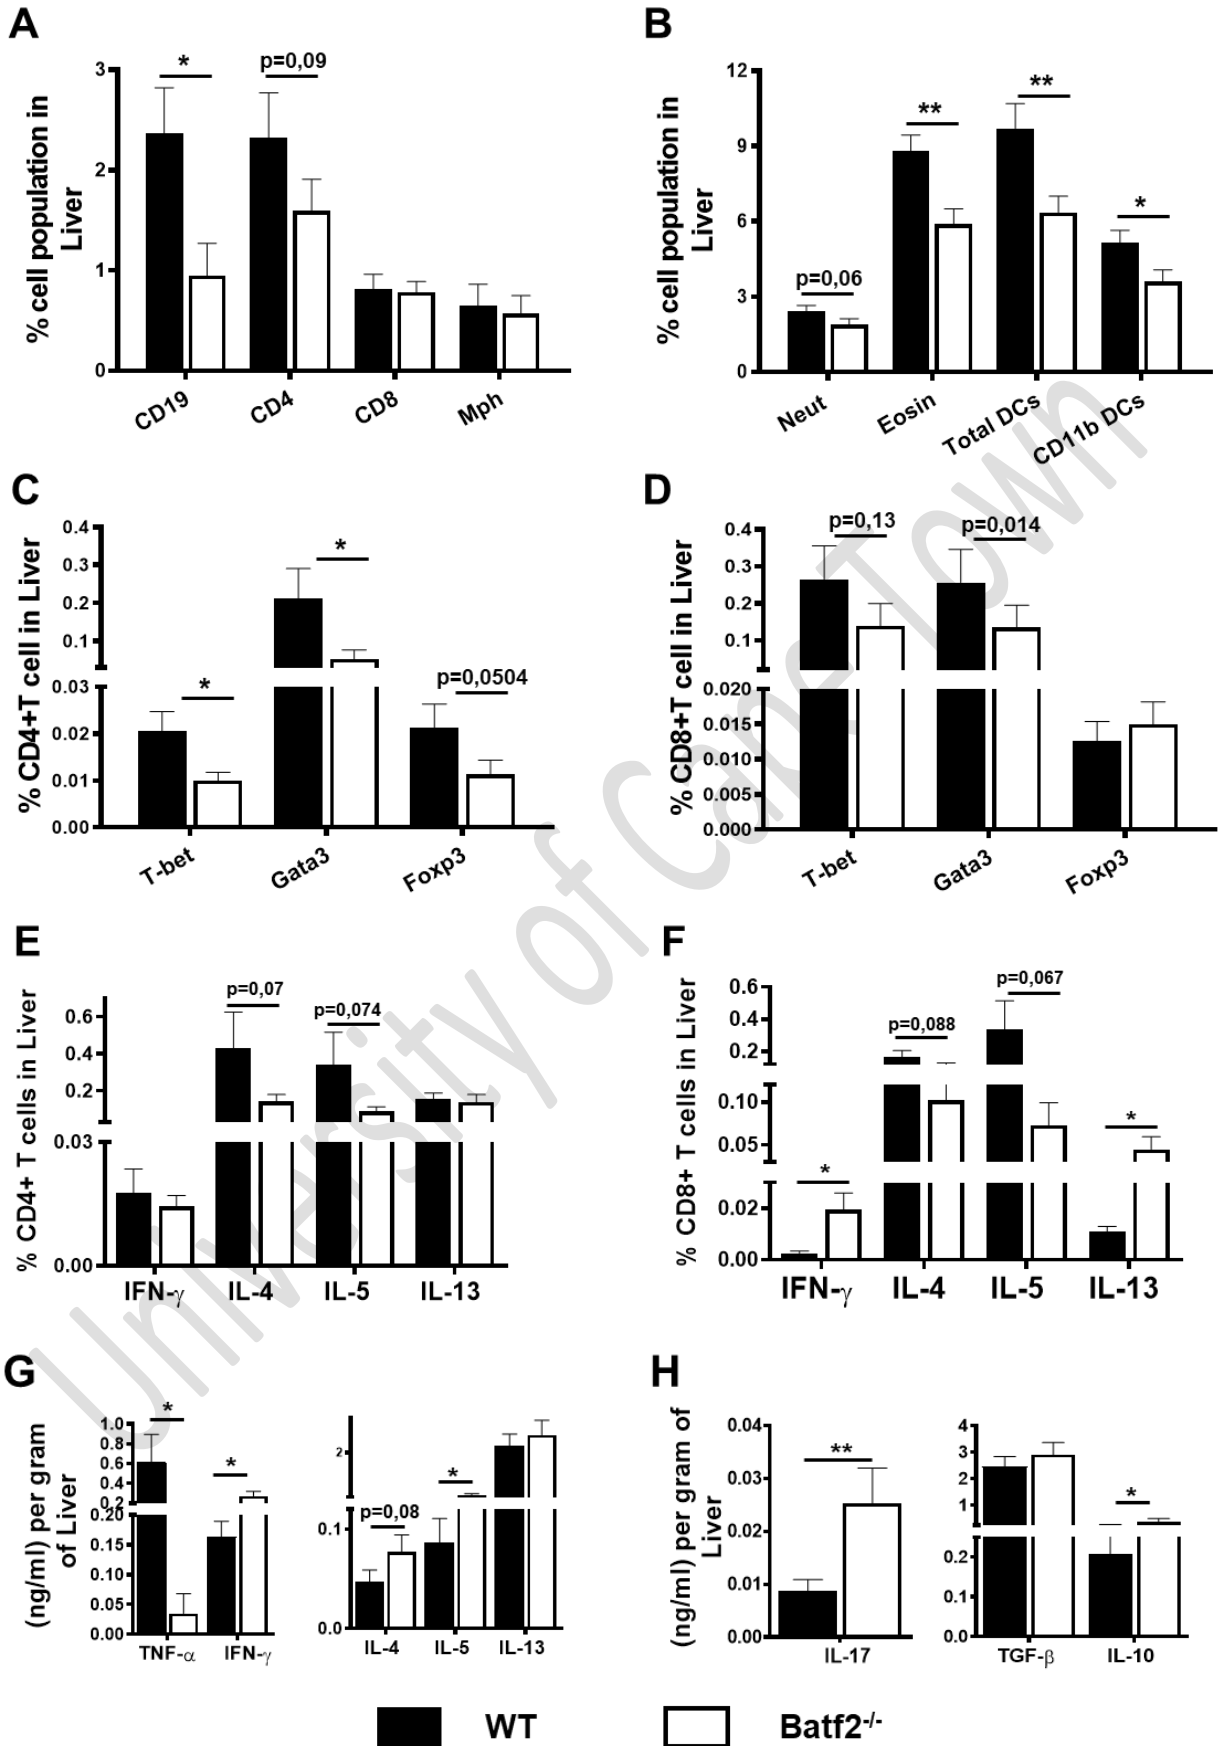 A
% cell population in
Liver
3
2
1
0
*
p=0,09
CD19
CD4
CD8
Mph
B
% cell population in
Liver
12
9
6
3
0
p=0,06
**
**
*
Neut
Eosin
Total DCs
CD11b DCs
C
% CD4+T cell in Liver
0.4
0.3
0.2
0.1
0.03
0.02
0.01
0.00
*
*
p=0,0504
T-bet
Gata3
Foxp3
D
% CD8+T cell in Liver
0.4
0.3
0.2
0.1
0.020
0.015
0.010
0.005
0.000
p=0,13
p=0,014
T-bet
Gata3
Foxp3
E
% CD4+ T cells in Liver
0.6
0.4
0.2
0.03
0.00
p=0,07
p=0,074
IFN-γ
IL-4
IL-5
IL-13
F
% CD8+ T cells in Liver
0.6
0.4
0.2
0.10
0.05
0.02
0.00
*
p=0,088
p=0,067
*
IFN-γ
IL-4
IL-5
IL-13
G
(ng/ml) per gram
of Liver
1.0
0.8
0.6
0.4
0.2
0.20
0.15
0.10
0.05
0.00
*
*
TNF-α
IFN-γ
2
0.1
0.0
p=0,08
*
IL-4
IL-5
IL-13
H
(ng/ml) per gram of
Liver
0.04
0.03
0.02
0.01
0.00
**
IL-17
4
3
2
1
0.2
0.1
0.0
*
TGF-β
IL-10
WT
Batf2-/-
University of Cape Town